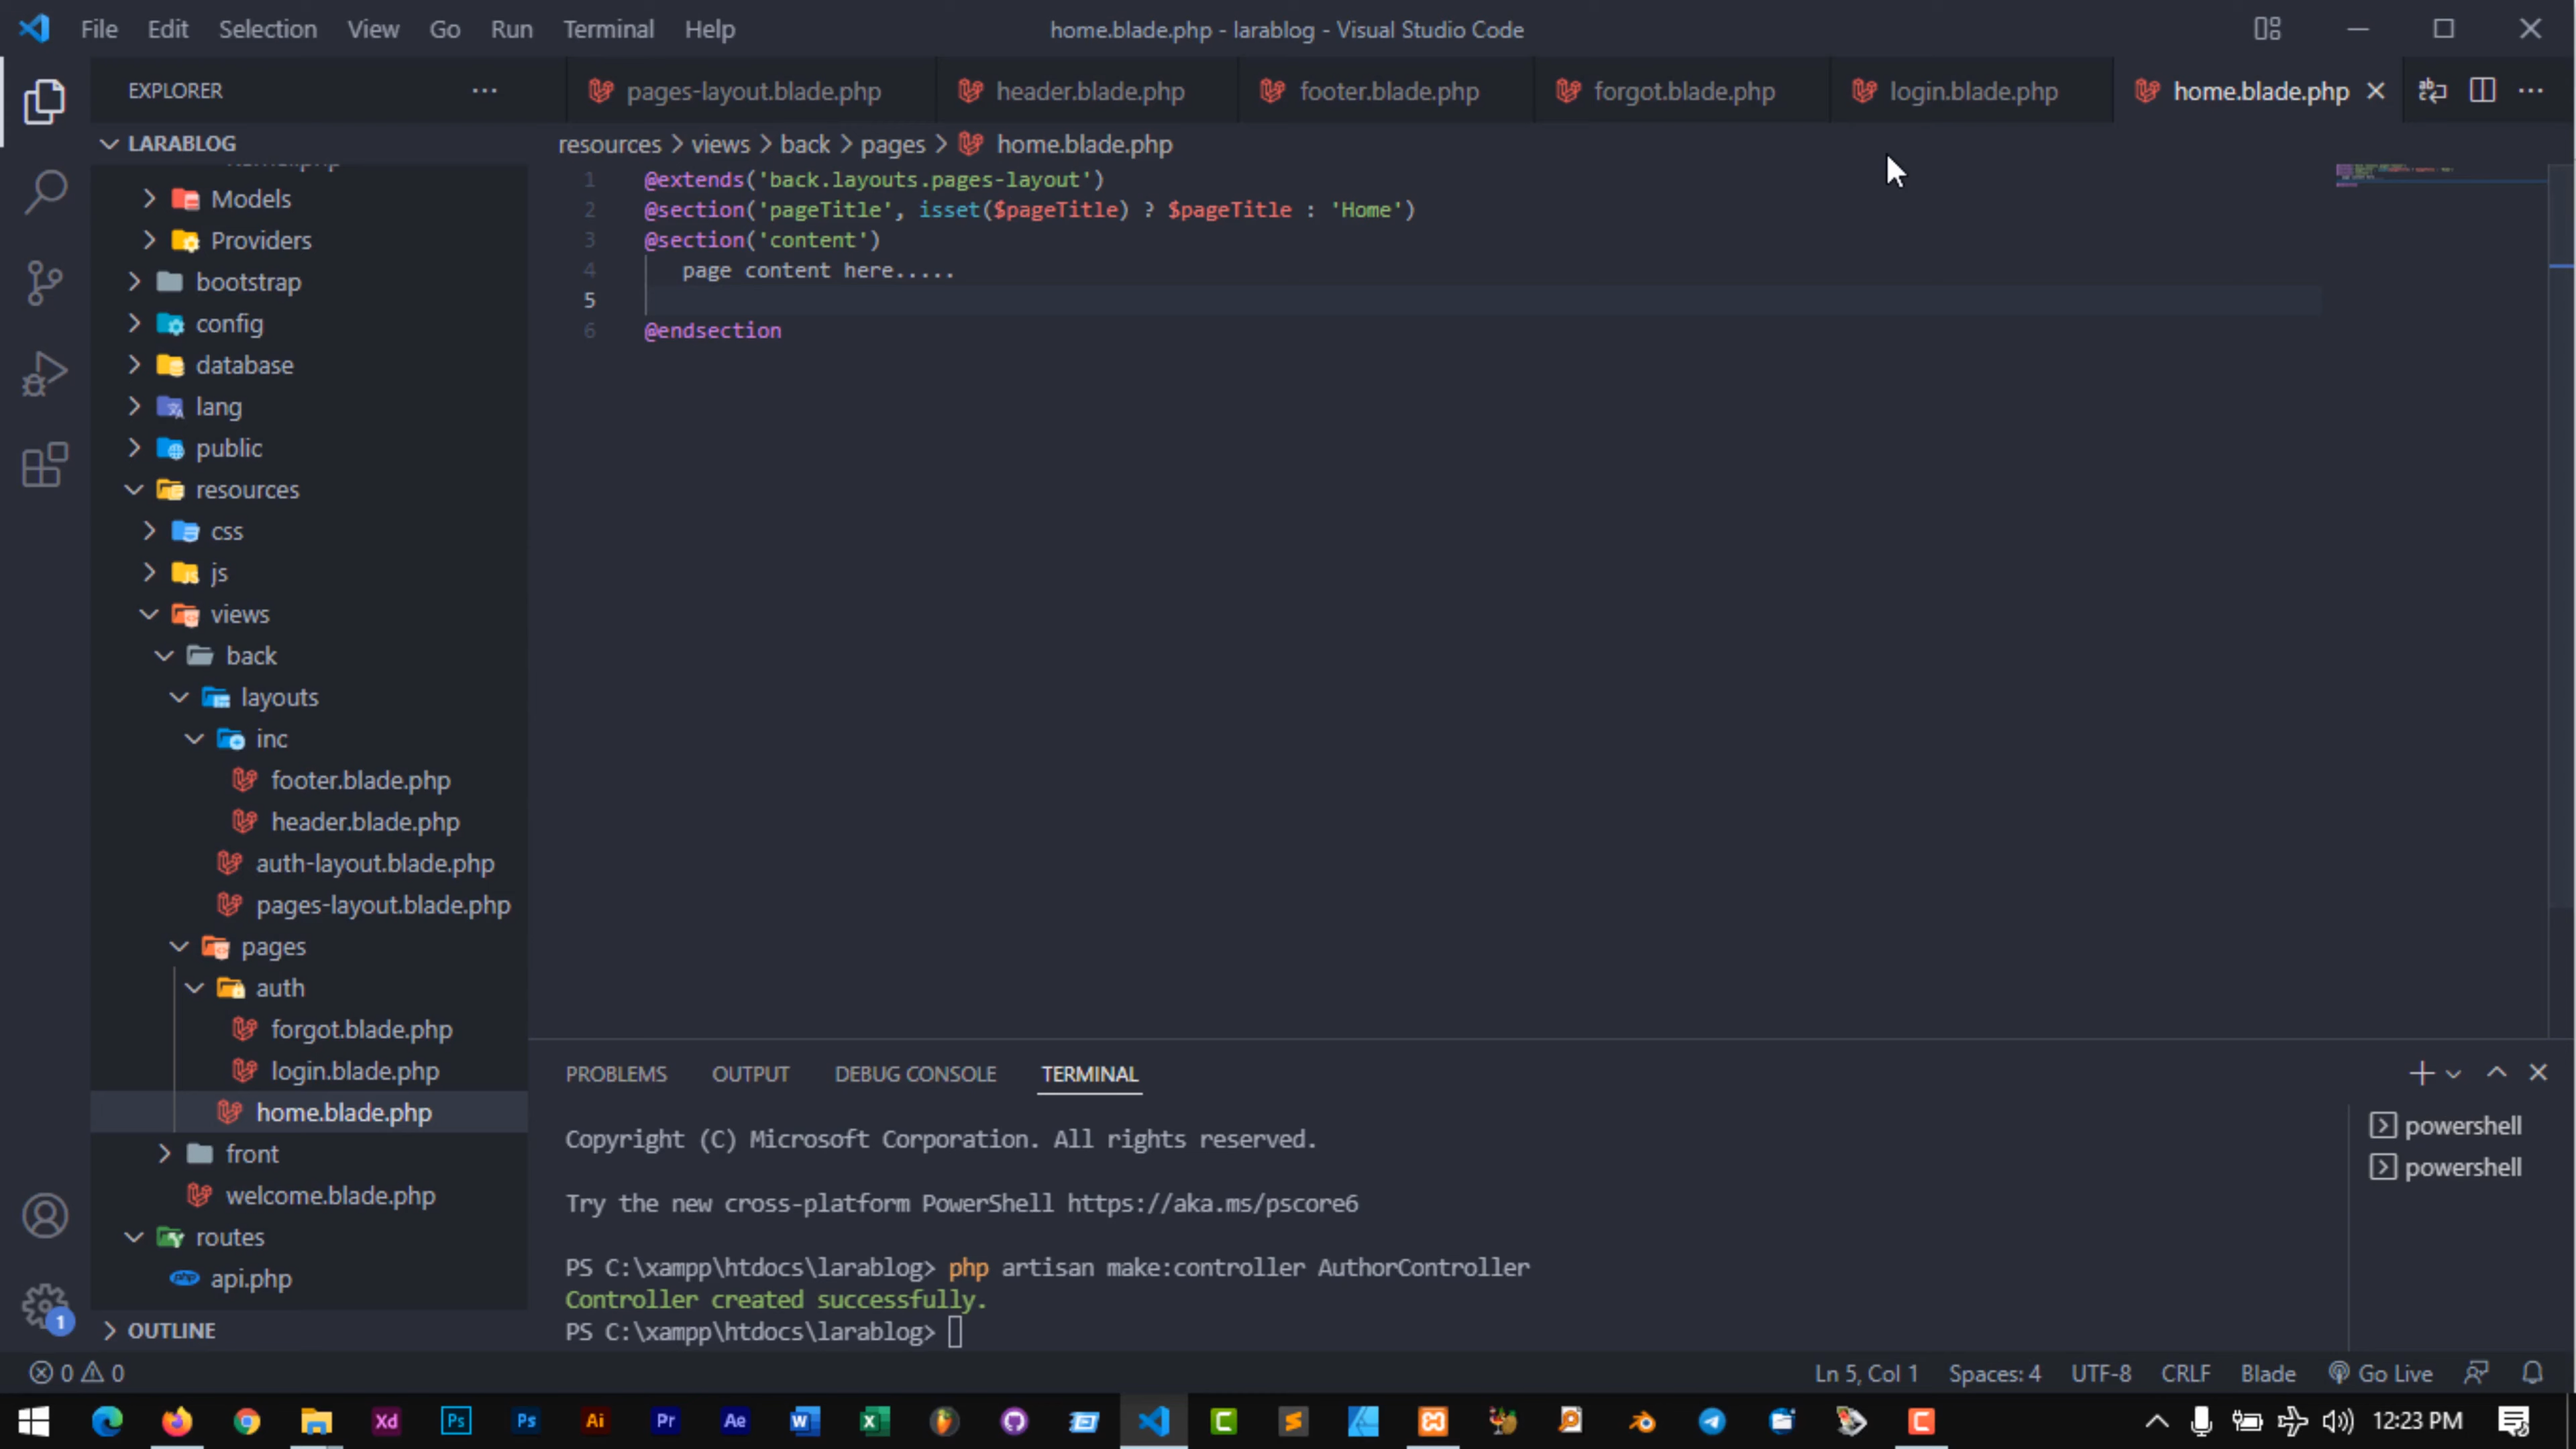 File Edit Selection View Go Run Terminal Help
home.blade.php - larablog - Visual Studio Code
EXPLORER
pages-layout.blade.php
header.blade.php
footer.blade.php
forgot.blade.php
login.blade.php
home.blade.php
LARABLOG
Models
Providers
bootstrap
config
database
lang
public
resources
css
js
views
back
layouts
inc
footer.blade.php
header.blade.php
auth-layout.blade.php
pages-layout.blade.php
pages
auth
forgot.blade.php
login.blade.php
home.blade.php
front
welcome.blade.php
routes
api.php
OUTLINE
resources > views > back > pages > home.blade.php
1 @extends('back.layouts.pages-layout')
2 @section('pageTitle', isset($pageTitle) ? $pageTitle : 'Home')
3 @section('content')
4 page content here.....
5
6 @endsection
PROBLEMS OUTPUT DEBUG CONSOLE TERMINAL
Copyright (C) Microsoft Corporation. All rights reserved.
Try the new cross-platform PowerShell https://aka.ms/pscore6
PS C:\xampp\htdocs\larablog> php artisan make:controller AuthorController
Controller created successfully.
PS C:\xampp\htdocs\larablog>
powershell
powershell
1
0 0
Ln 5, Col 1 Spaces: 4 UTF-8 CRLF Blade Go Live
Xd Ps Ps Ai Pr Ae
12:23 PM